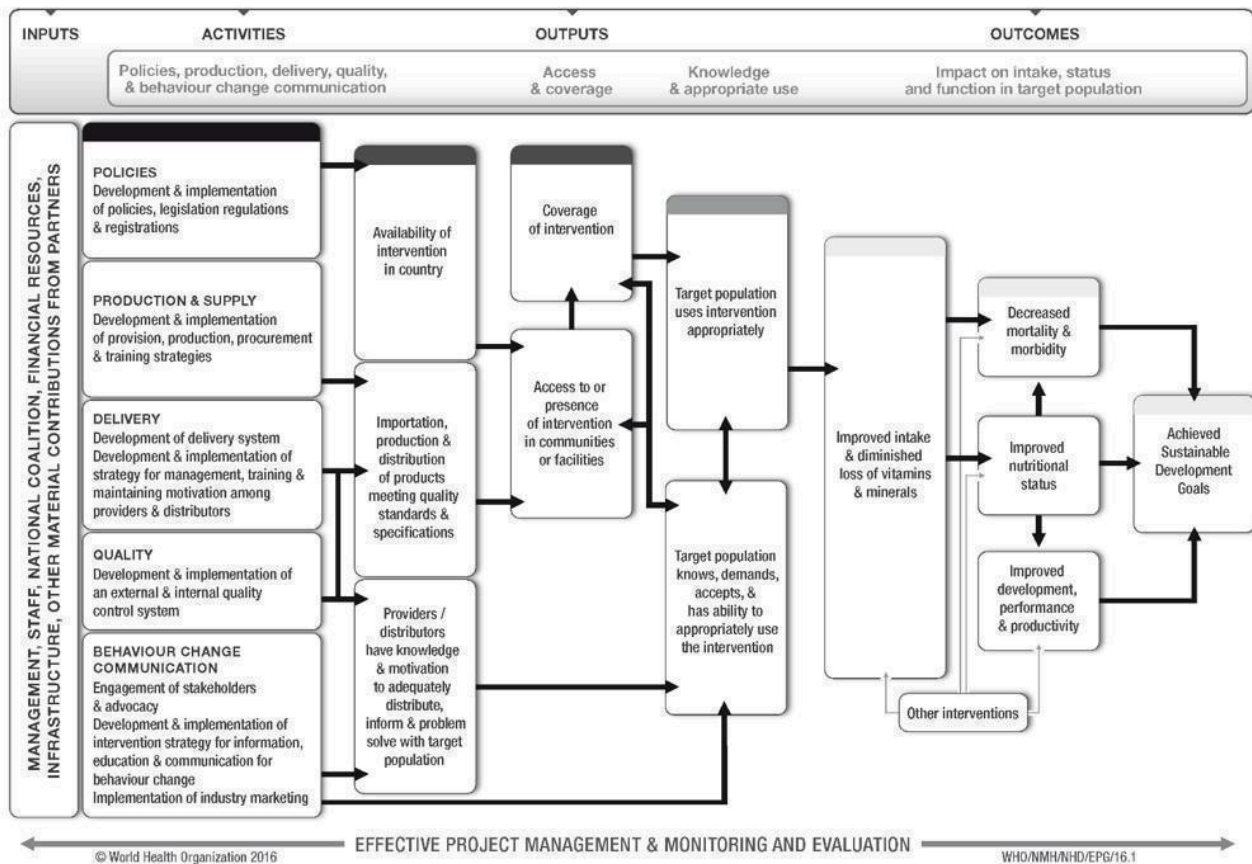 INPUTS
ACTIVITIES
OUTPUTS
OUTCOMES
Policies, production, delivery, quality,
& behaviour change communication
Access
& coverage
Knowledge
& appropriate use
Impact on intake, status
and function in target population
MANAGEMENT, STAFF, NATIONAL COALITION, FINANCIAL RESOURCES,
INFRASTRUCTURE, OTHER MATERIAL CONTRIBUTIONS FROM PARTNERS
POLICIES
Development & implementation
of policies, legislation regulations
& registrations
PRODUCTION & SUPPLY
Development & implementation
of provision, production, procurement
& training strategies
DELIVERY
Development of delivery system
Development & implementation of
strategy for management, training &
maintaining motivation among
providers & distributors
QUALITY
Development & implementation of
an external & internal quality
control system
BEHAVIOUR CHANGE
COMMUNICATION
Engagement of stakeholders
& advocacy
Development & implementation of
intervention strategy for information,
education & communication for
behaviour change
Implementation of industry marketing
Availability of
intervention
in country
Importation,
production &
distribution
of products
meeting quality
standards &
specifications
Providers /
distributors
have knowledge
& motivation
to adequately
distribute,
inform & problem
solve with target
population
Coverage
of intervention
Access to or
presence
of intervention
in communities
or facilities
Target population
uses intervention
appropriately
Target population
knows, demands,
accepts, &
has ability to
appropriately use
the intervention
Improved intake
& diminished
loss of vitamins
& minerals
Decreased
mortality &
morbidity
Improved
nutritional
status
Improved
development,
performance
& productivity
Other interventions
Achieved
Sustainable
Development
Goals
EFFECTIVE PROJECT MANAGEMENT & MONITORING AND EVALUATION
© World Health Organization 2016
WHO/NMH/NHD/EPG/16.1